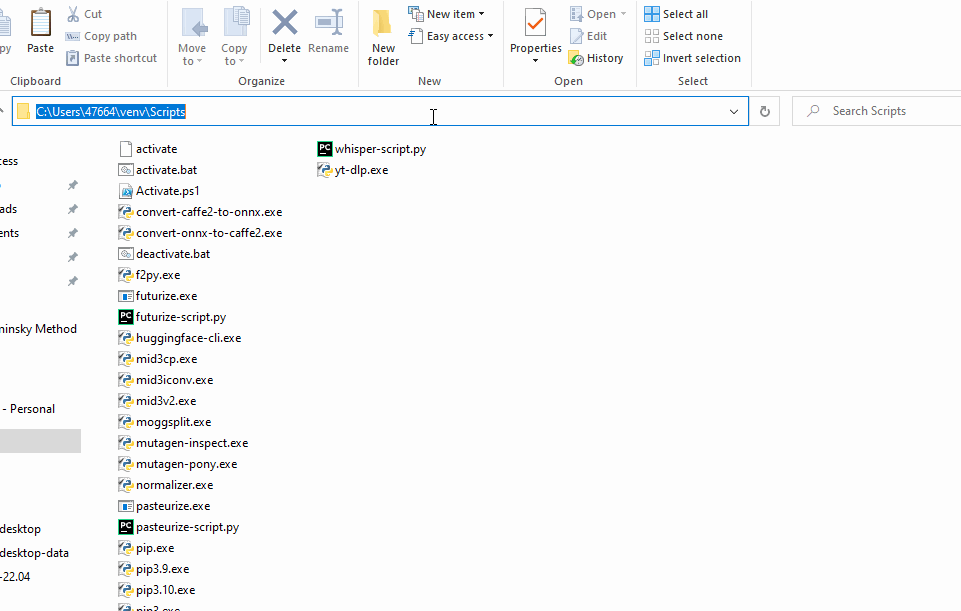 Cut
New item
Open
Select all
py
Paste
Copy path
Move
to
Copy
to
Delete
Rename
New
folder
Easy access
Properties
Edit
Select none
Paste shortcut
History
Invert selection
Clipboard
Organize
New
Open
Select
C:\Users\47664\venv\Scripts
Search Scripts
cess
ads
ents
ninsky Method
- Personal
desktop
desktop-data
-22.04
activate
activate.bat
Activate.ps1
convert-caffe2-to-onnx.exe
convert-onnx-to-caffe2.exe
deactivate.bat
f2py.exe
futurize.exe
futurize-script.py
huggingface-cli.exe
mid3cp.exe
mid3iconv.exe
mid3v2.exe
moggsplit.exe
mutagen-inspect.exe
mutagen-pony.exe
normalizer.exe
pasteurize.exe
pasteurize-script.py
pip.exe
pip3.9.exe
pip3.10.exe
pip3.exe
whisper-script.py
yt-dlp.exe